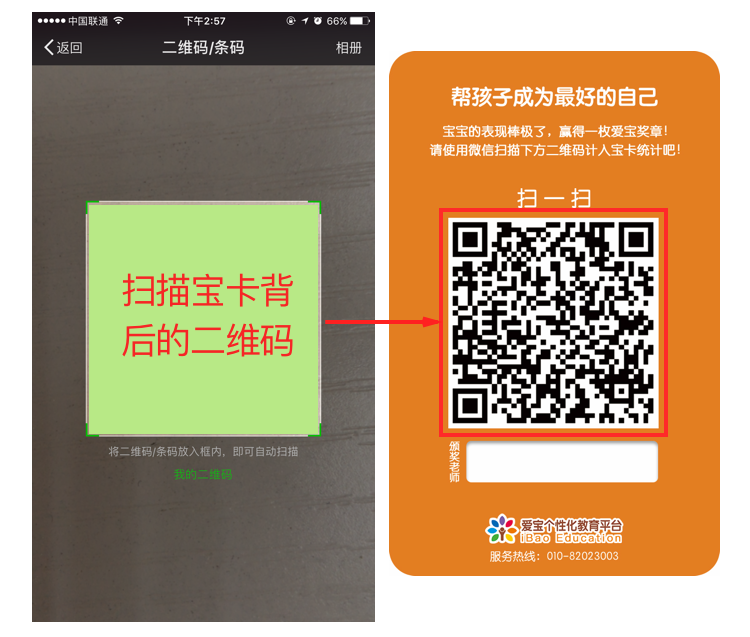 中国联通 下午2:57 66%
返回 二维码/条码 相册
扫描宝卡背
后的二维码
将二维码/条码放入框内，即可自动扫描
我的二维码
帮孩子成为最好的自己
宝宝的表现棒极了，赢得一枚爱宝奖章！
请使用微信扫描下方二维码计入宝卡统计吧！
扫一扫
颁奖老师
爱宝个性化教育平台
iBao Education
服务热线：010-82023003